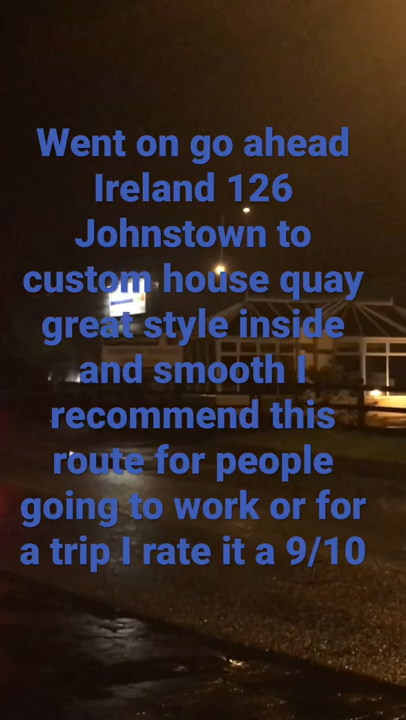 Went on go ahead
Ireland 126
Johnstown to
custom house quay
great style inside
and smooth I
recommend this
route for people
going to work or for
a trip I rate it a 9/10